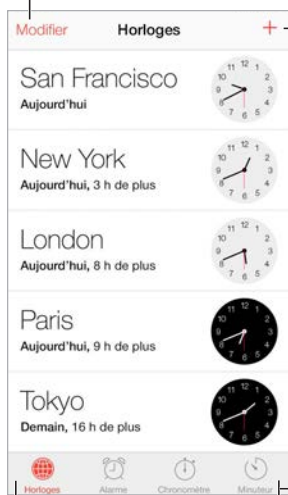 Modifier Horloges +
San Francisco
Aujourd'hui
New York
Aujourd'hui, 3 h de plus
London
Aujourd'hui, 8 h de plus
Paris
Aujourd'hui, 9 h de plus
Tokyo
Demain, 16 h de plus
Horloges Alarme Chronomètre Minuteur